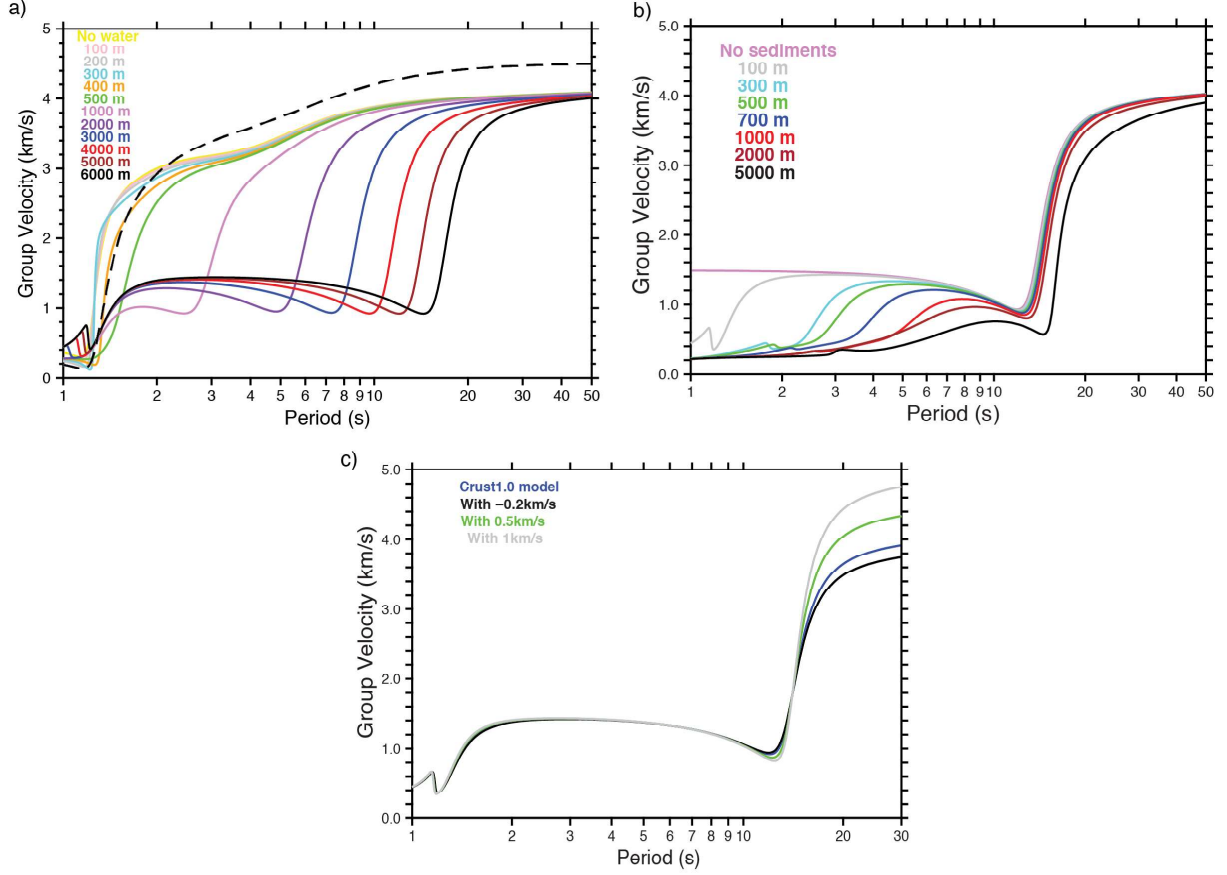 a)
5
4
3
2
1
0
Group Velocity (km/s)
No water
100 m
200 m
300 m
400 m
500 m
1000 m
2000 m
3000 m
4000 m
5000 m
6000 m
1 2 3 4 5 6 7 8 9 10 20 30 40 50
Period (s)
b)
5.0
4.0
3.0
2.0
1.0
0.0
Group Velocity (km/s)
No sediments
100 m
300 m
500 m
700 m
1000 m
2000 m
5000 m
1 2 3 4 5 6 7 8 9 10 20 30 40 50
Period (s)
c)
5.0
4.0
3.0
2.0
1.0
0.0
Group Velocity (km/s)
Crust1.0 model
With −0.2km/s
With 0.5km/s
With 1km/s
1 2 3 4 5 6 7 8 9 10 20 30
Period (s)